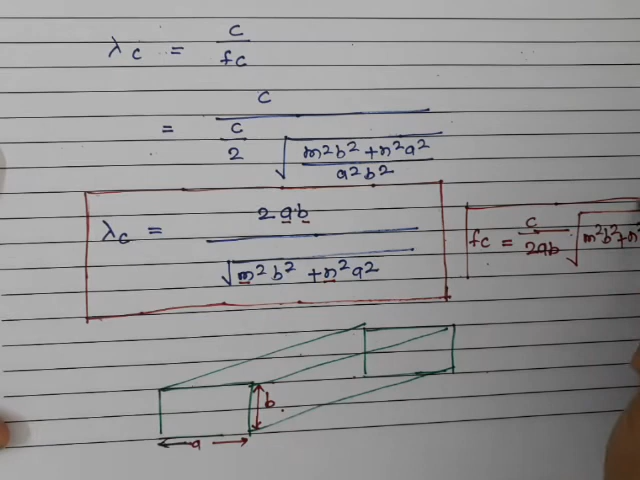 λc = c/fc
= c / (c/2 √(m²b² + n²a² / a²b²))
λc = 2ab / √(m²b² + n²a²)
fc = c/2ab √(m²b² + n²
b
a